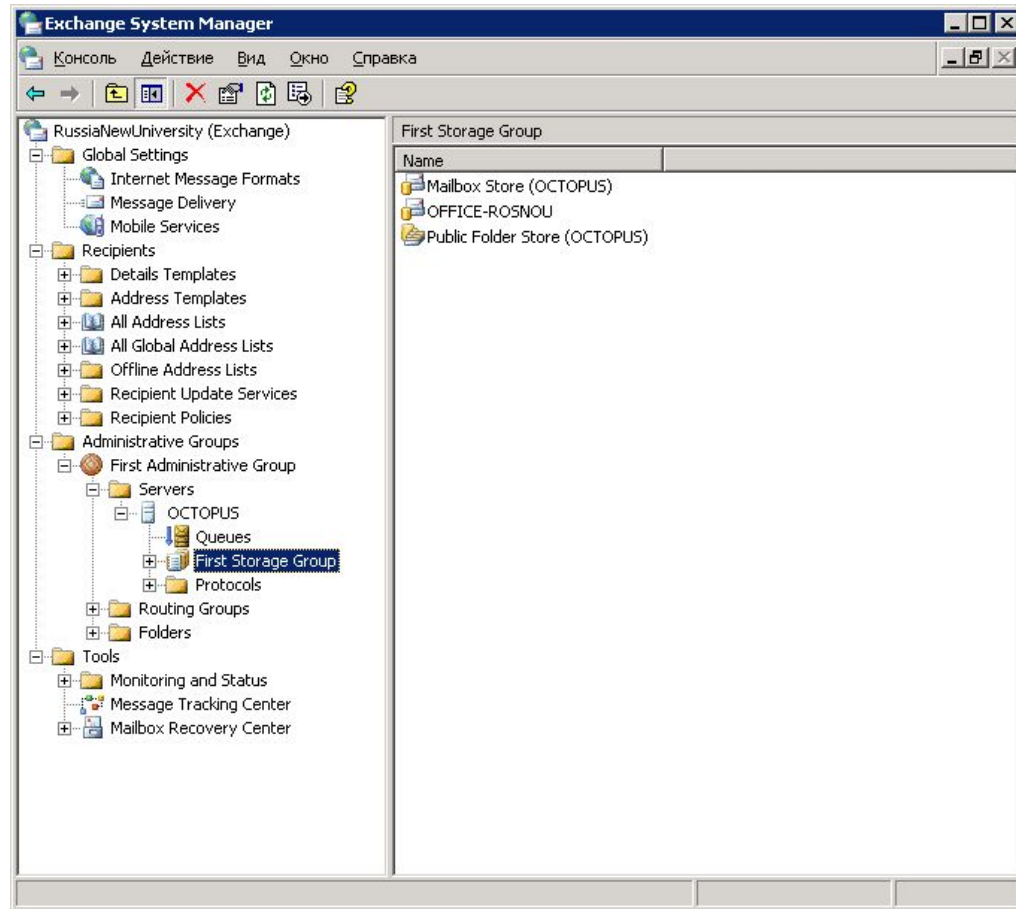 Exchange System Manager
Консоль Действие Вид Окно Справка
RussiaNewUniversity (Exchange)
Global Settings
Internet Message Formats
Message Delivery
Mobile Services
Recipients
Details Templates
Address Templates
All Address Lists
All Global Address Lists
Offline Address Lists
Recipient Update Services
Recipient Policies
Administrative Groups
First Administrative Group
Servers
OCTOPUS
Queues
First Storage Group
Protocols
Routing Groups
Folders
Tools
Monitoring and Status
Message Tracking Center
Mailbox Recovery Center
First Storage Group
Name
Mailbox Store (OCTOPUS)
OFFICE-ROSNOU
Public Folder Store (OCTOPUS)